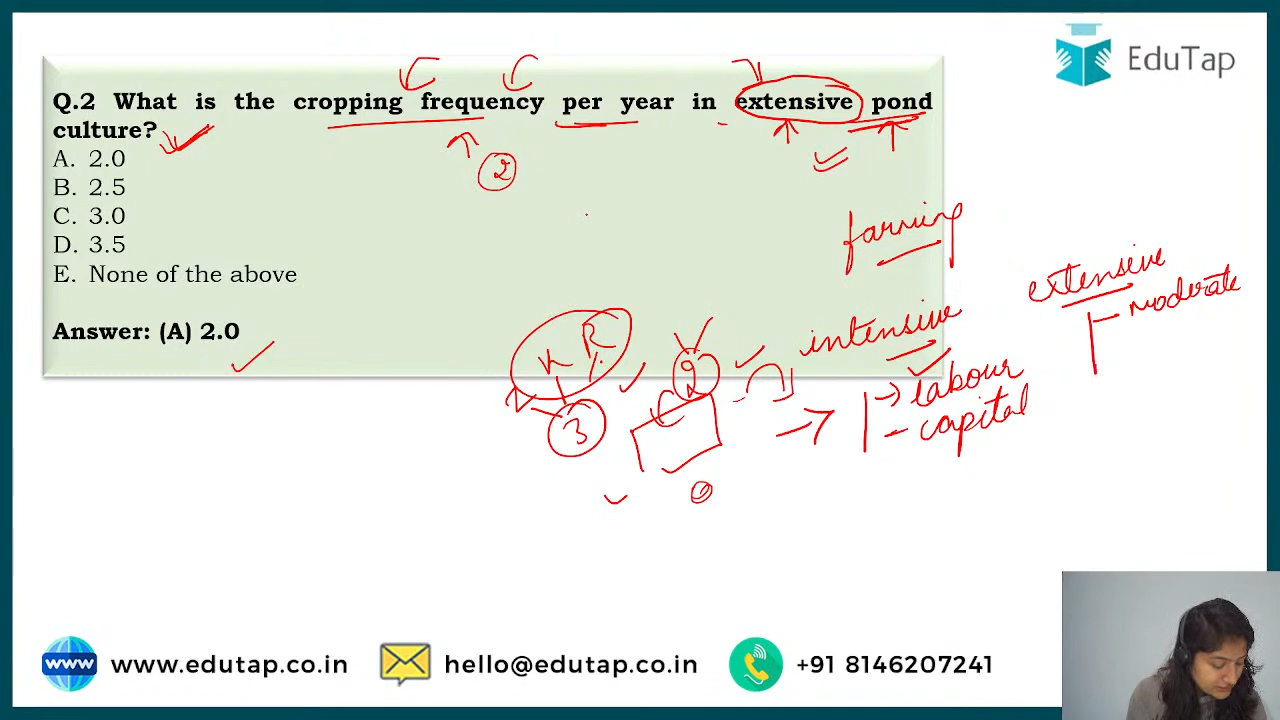 EduTap
Q.2 What is the cropping frequency per year in extensive pond
culture?
2
A. 2.0
B. 2.5
C. 3.0
D. 3.5
E. None of the above
Answer: (A) 2.0
farming
extensive
moderate
intensive
labour
capital
K R
2
3
www www.edutap.co.in
hello@edutap.co.in
+91 8146207241